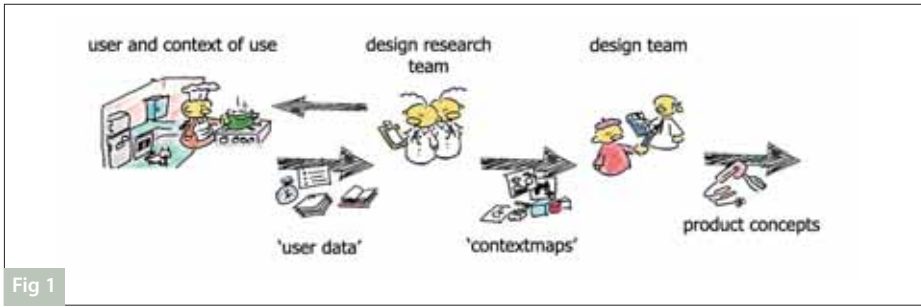 user and context of use
design research
team
design team
'user data'
'contextmaps'
product concepts
Fig 1